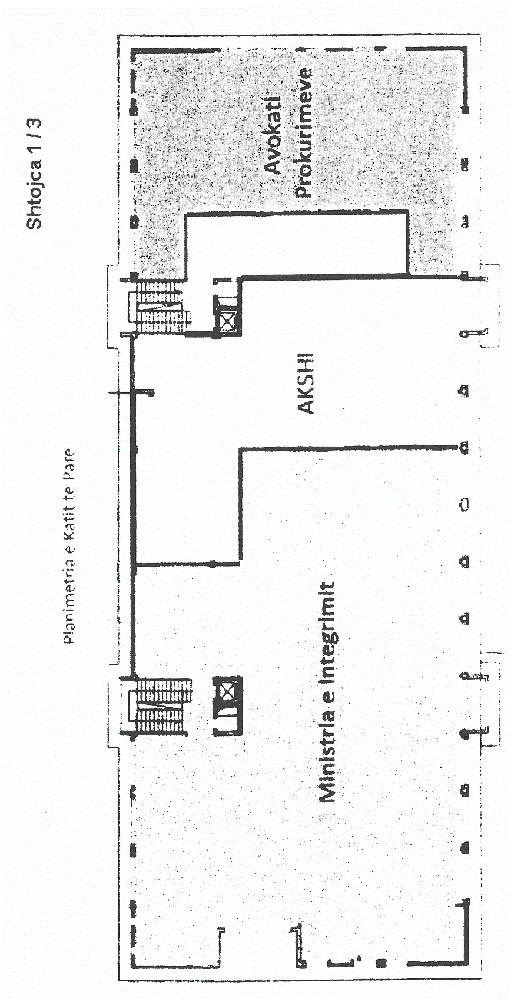 Shtojca 1 / 3
Planimetria e Katit te Pare
Ministria e Integrimit
AKSHI
Avokati
Prokurimeve